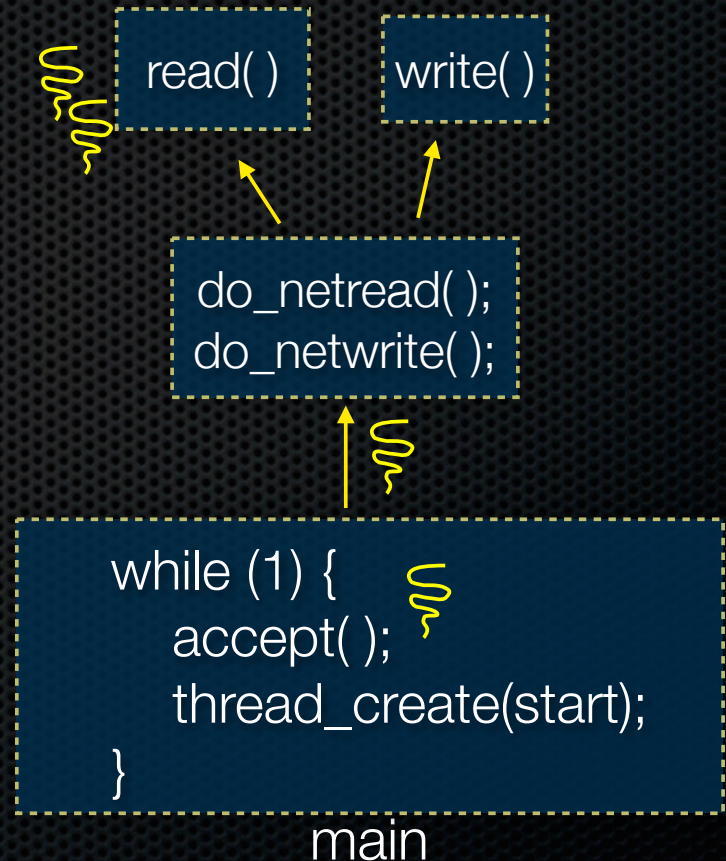 read( )
write( )
do_netread( );
do_netwrite( );
while (1) {
accept( );
thread_create(start);
}
main